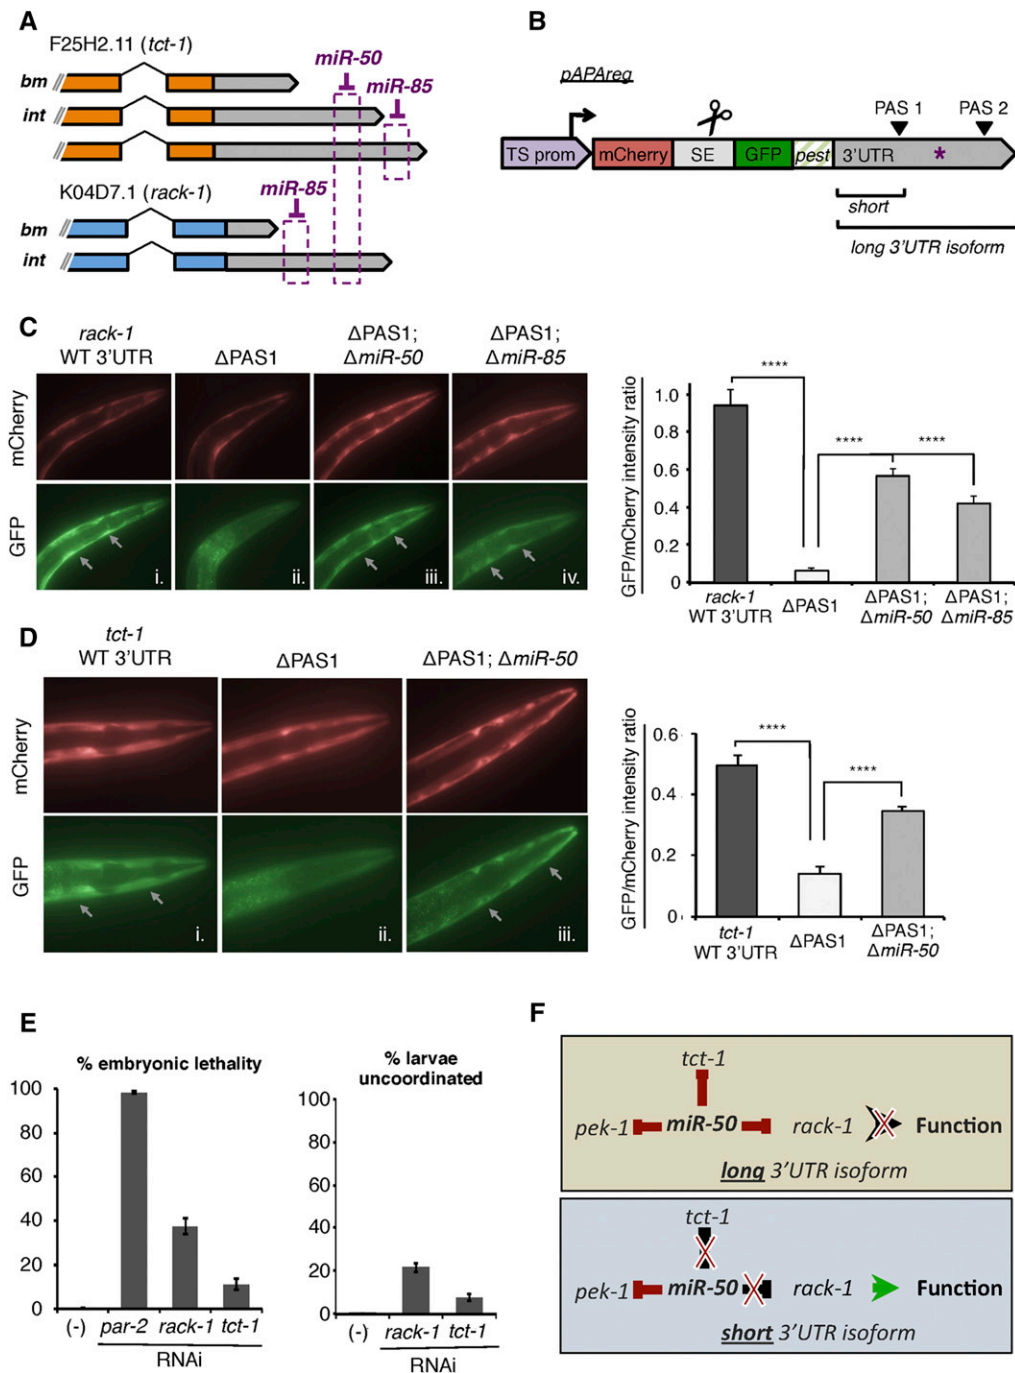 A
F25H2.11 (tct-1)
miR-50
miR-85
bm
int
K04D7.1 (rack-1)
miR-85
bm
int
B
pAPAreg
PAS 1
PAS 2
TS prom
mCherry
SE
GFP
pest
3'UTR
*
short
long 3'UTR isoform
C
rack-1
WT 3'UTR
ΔPAS1
ΔPAS1;
ΔmiR-50
ΔPAS1;
ΔmiR-85
mCherry
GFP
i.
ii.
iii.
iv.
GFP/mCherry intensity ratio
1.0
0.8
0.6
0.4
0.2
0
****
****
****
rack-1
WT 3'UTR
ΔPAS1
ΔPAS1;
ΔmiR-50
ΔPAS1;
ΔmiR-85
D
tct-1
WT 3'UTR
ΔPAS1
ΔPAS1; ΔmiR-50
mCherry
GFP
i.
ii.
iii.
GFP/mCherry intensity ratio
0.6
0.4
0.2
0
****
****
tct-1
WT 3'UTR
ΔPAS1
ΔPAS1;
ΔmiR-50
E
% embryonic lethality
100
80
60
40
20
0
(-)
par-2
rack-1
tct-1
RNAi
% larvae
uncoordinated
100
80
60
40
20
0
(-)
rack-1
tct-1
RNAi
F
tct-1
pek-1
miR-50
rack-1
Function
long 3'UTR isoform
tct-1
pek-1
miR-50
rack-1
Function
short 3'UTR isoform